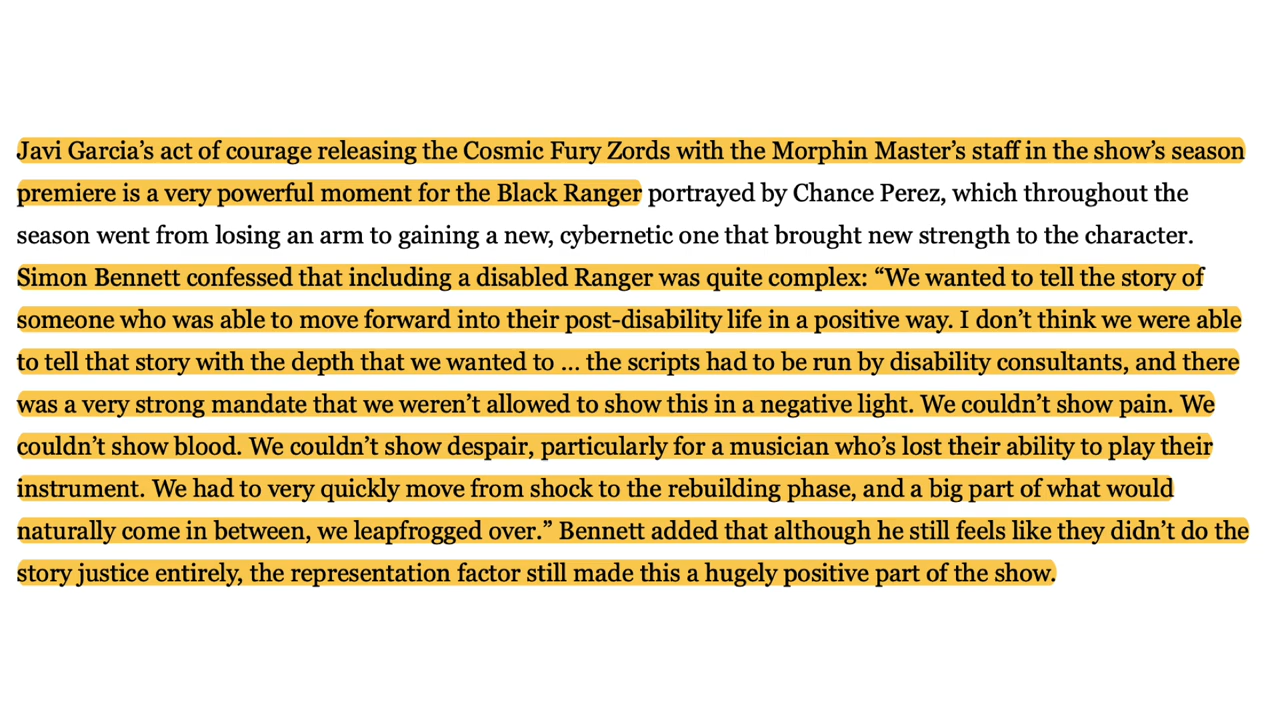 Javi Garcia’s act of courage releasing the Cosmic Fury Zords with the Morphin Master’s staff in the show’s season
premiere is a very powerful moment for the Black Ranger portrayed by Chance Perez, which throughout the
season went from losing an arm to gaining a new, cybernetic one that brought new strength to the character.
Simon Bennett confessed that including a disabled Ranger was quite complex: “We wanted to tell the story of
someone who was able to move forward into their post-disability life in a positive way. I don’t think we were able
to tell that story with the depth that we wanted to ... the scripts had to be run by disability consultants, and there
was a very strong mandate that we weren’t allowed to show this in a negative light. We couldn’t show pain. We
couldn’t show blood. We couldn’t show despair, particularly for a musician who’s lost their ability to play their
instrument. We had to very quickly move from shock to the rebuilding phase, and a big part of what would
naturally come in between, we leapfrogged over.” Bennett added that although he still feels like they didn’t do the
story justice entirely, the representation factor still made this a hugely positive part of the show.